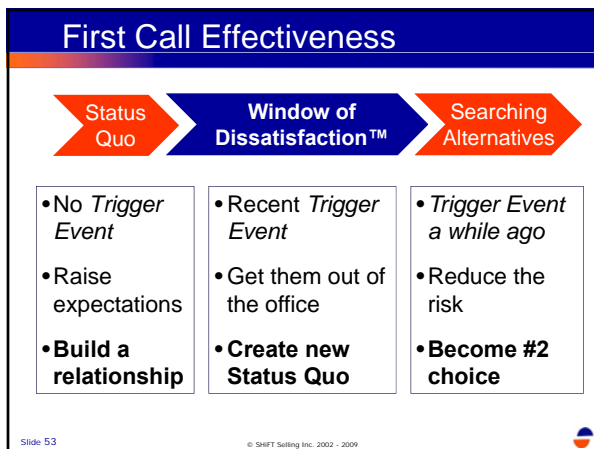 First Call Effectiveness
Status
Quo
Window of
Dissatisfaction™
Searching
Alternatives
•No Trigger
Event
•Raise
expectations
•Build a
relationship
•Recent Trigger
Event
•Get them out of
the office
•Create new
Status Quo
•Trigger Event
a while ago
•Reduce the
risk
•Become #2
choice
Slide 53
© SHiFT Selling Inc. 2002 - 2009